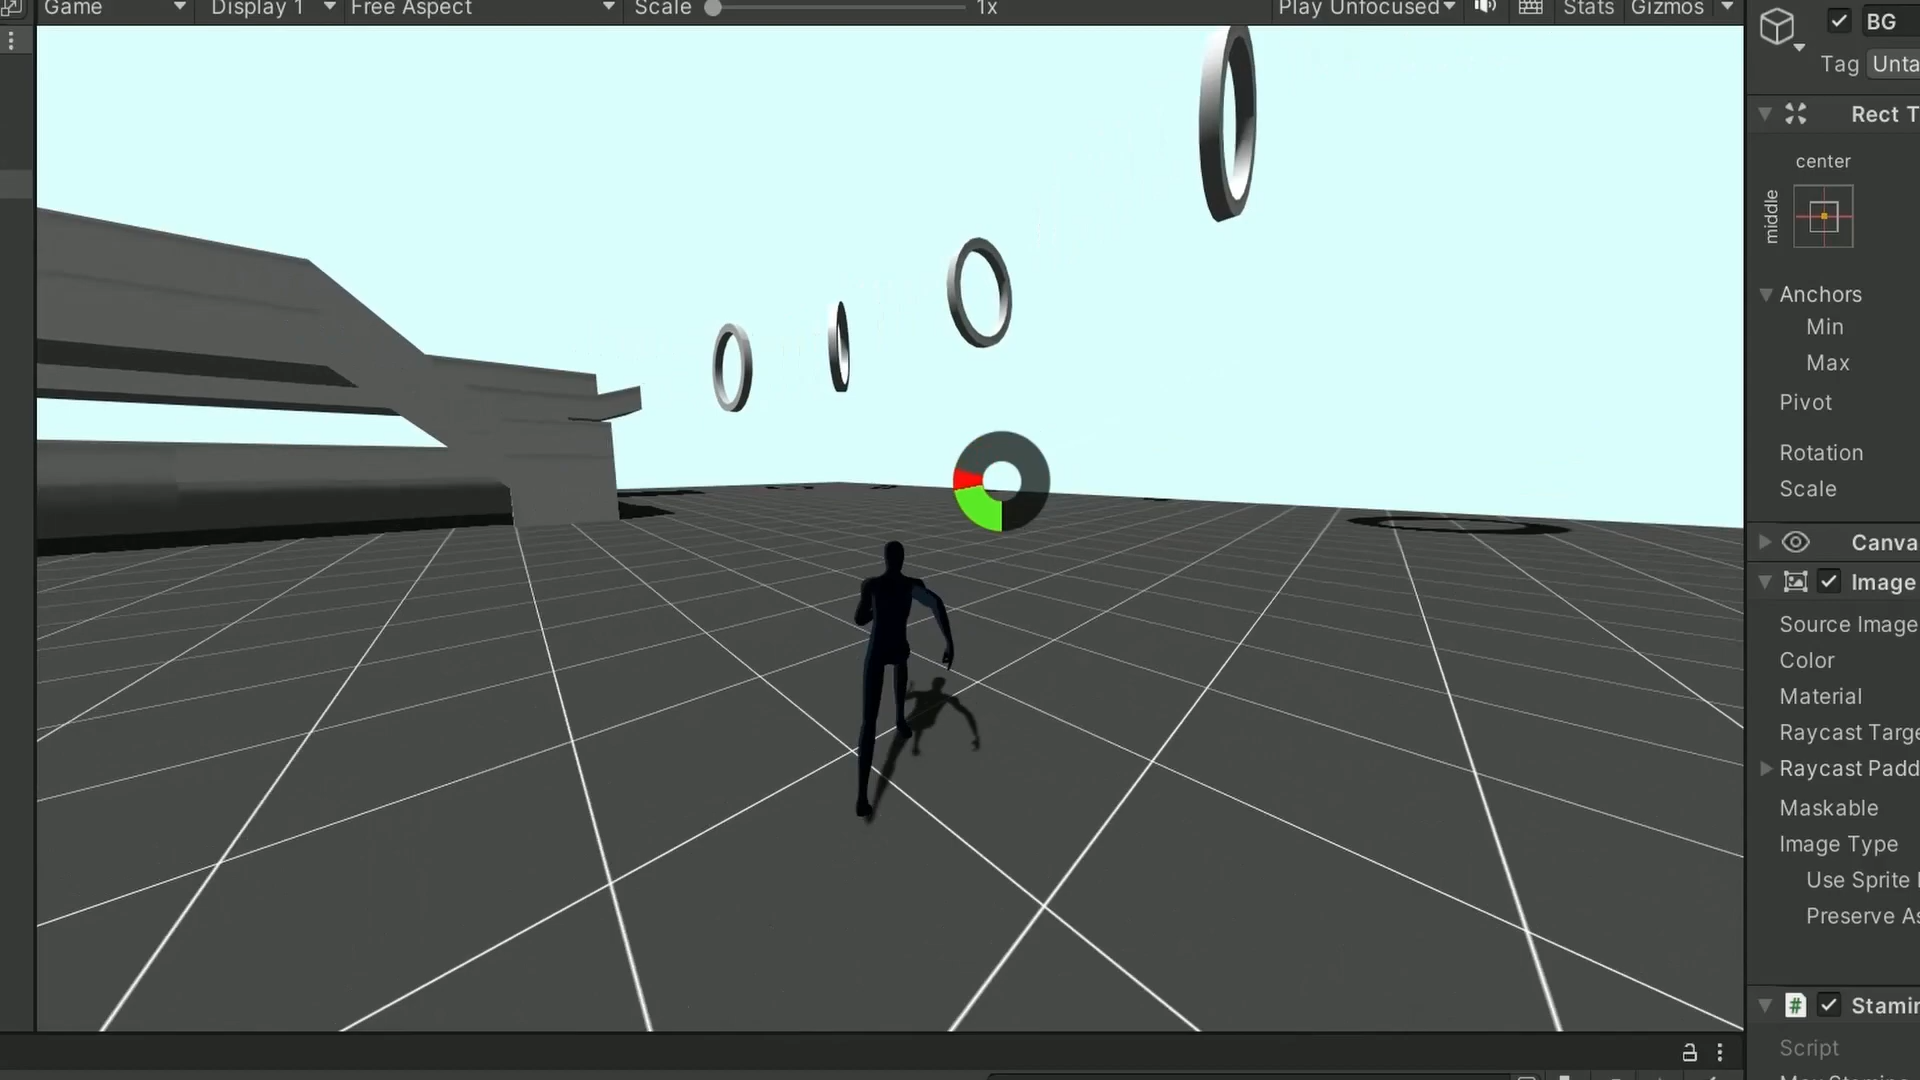 Game Display 1 Free Aspect Scale 1x Play Unfocused Stats Gizmos
BG
Tag Unta
Rect T
center
middle
Anchors
Min
Max
Pivot
Rotation
Scale
Canva
Image
Source Image
Color
Material
Raycast Targe
Raycast Padd
Maskable
Image Type
Use Sprite
Preserve As
# Stamin
Script